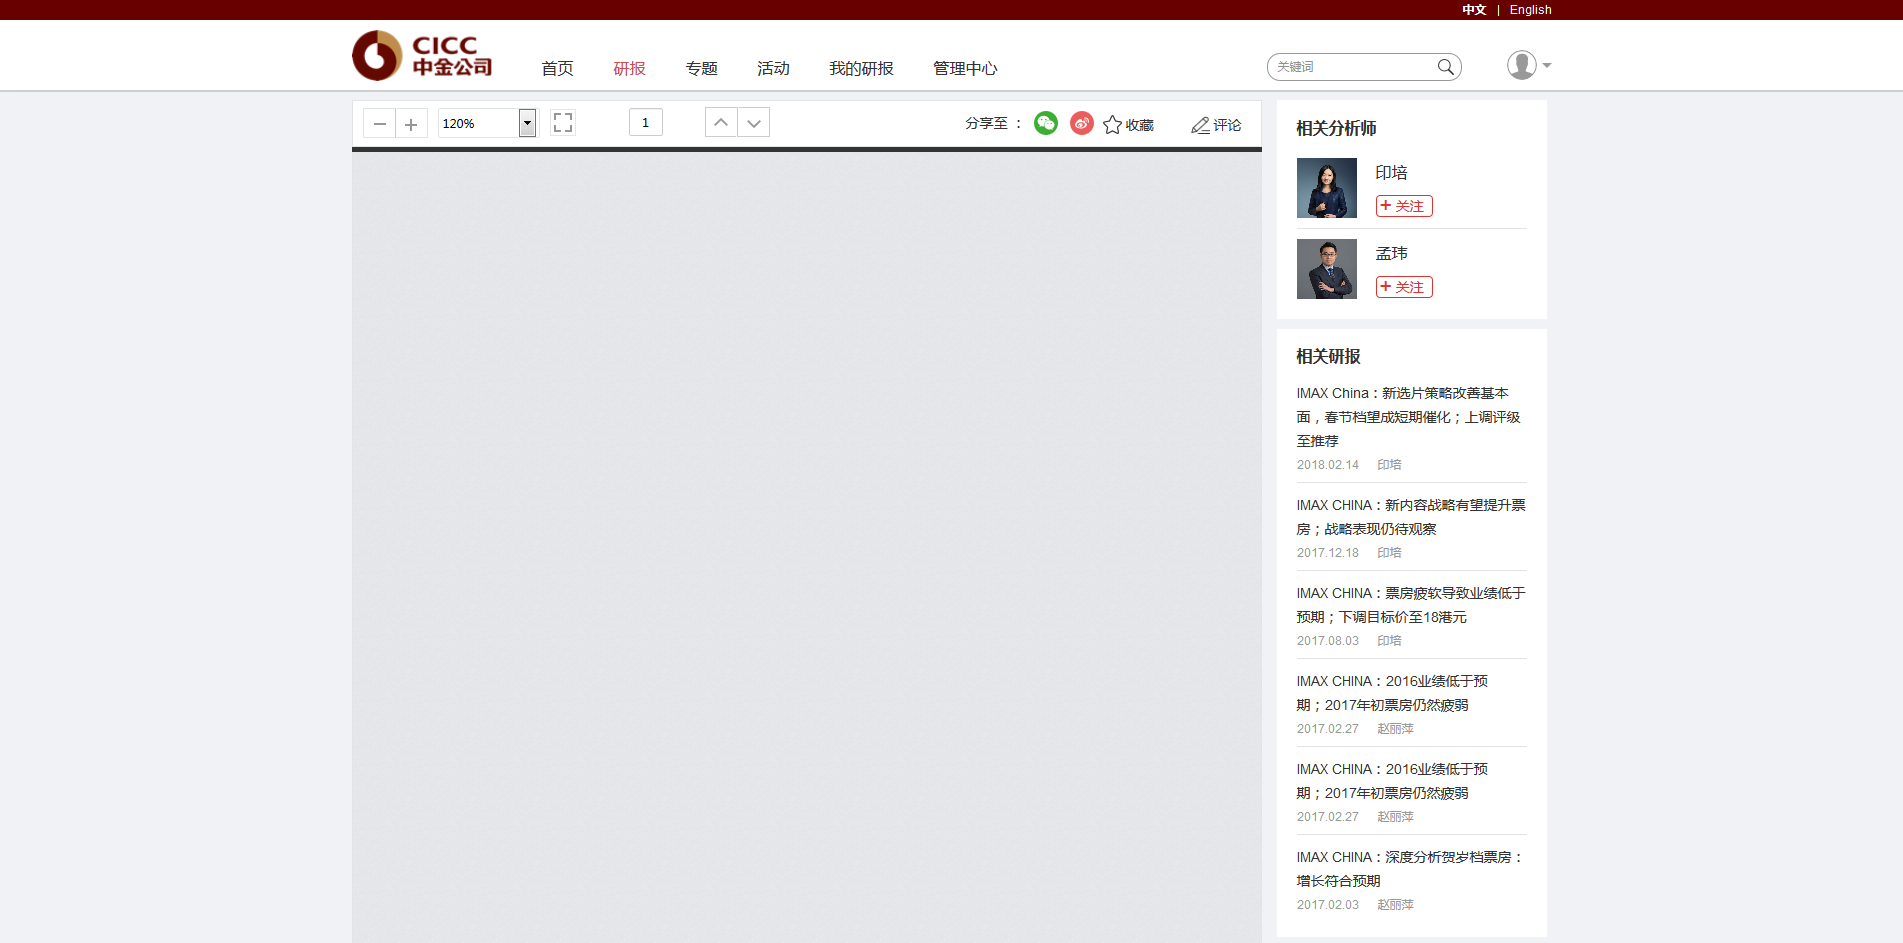 中文 | English
CICC
中金公司
首页 研报 专题 活动 我的研报 管理中心
关键词
120%
1
分享至：
收藏
评论
相关分析师
印培
+ 关注
孟玮
+ 关注
相关研报
IMAX China：新选片策略改善基本
面，春节档望成短期催化；上调评级
至推荐
2018.02.14 印培
IMAX CHINA：新内容战略有望提升票
房；战略表现仍待观察
2017.12.18 印培
IMAX CHINA：票房疲软导致业绩低于
预期；下调目标价至18港元
2017.08.03 印培
IMAX CHINA：2016业绩低于预
期；2017年初票房仍然疲弱
2017.02.27 赵丽萍
IMAX CHINA：2016业绩低于预
期；2017年初票房仍然疲弱
2017.02.27 赵丽萍
IMAX CHINA：深度分析贺岁档票房：
增长符合预期
2017.02.03 赵丽萍